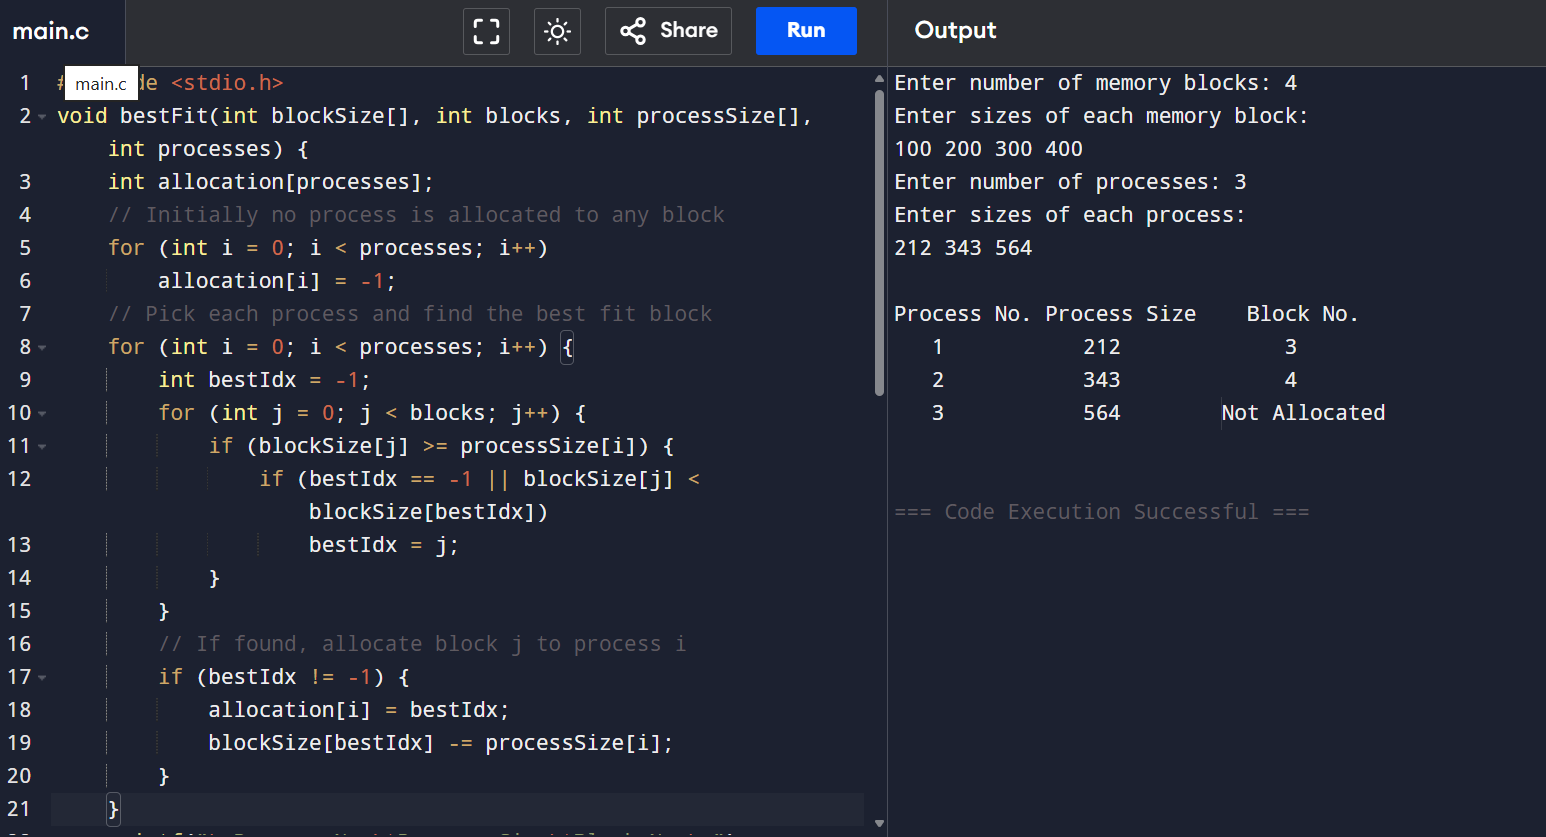 main.c
Share
Run
Output
1 # de <stdio.h>
main.c
2 void bestFit(int blockSize[], int blocks, int processSize[],
int processes) {
3 int allocation[processes];
4 // Initially no process is allocated to any block
5 for (int i = 0; i < processes; i++)
6 allocation[i] = -1;
7 // Pick each process and find the best fit block
8 for (int i = 0; i < processes; i++) {
9 int bestIdx = -1;
10 for (int j = 0; j < blocks; j++) {
11 if (blockSize[j] >= processSize[i]) {
12 if (bestIdx == -1 || blockSize[j] <
blockSize[bestIdx])
13 bestIdx = j;
14 }
15 }
16 // If found, allocate block j to process i
17 if (bestIdx != -1) {
18 allocation[i] = bestIdx;
19 blockSize[bestIdx] -= processSize[i];
20 }
21 }
Enter number of memory blocks: 4
Enter sizes of each memory block:
100 200 300 400
Enter number of processes: 3
Enter sizes of each process:
212 343 564
Process No. Process Size Block No.
1 212 3
2 343 4
3 564 Not Allocated
=== Code Execution Successful ===